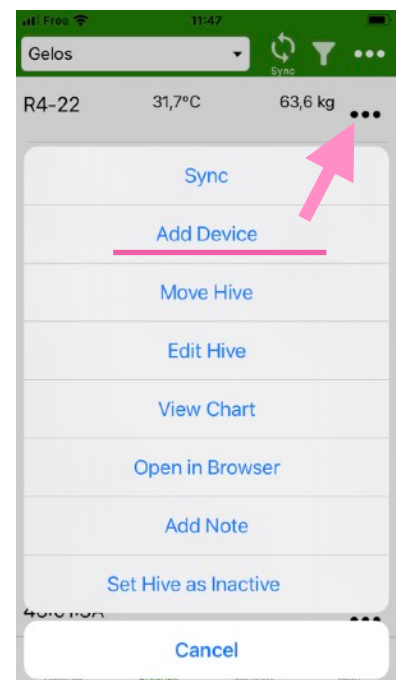 Free 11:47
Gelos
Sync
R4-22 31,7°C 63,6 kg
Sync
Add Device
Move Hive
Edit Hive
View Chart
Open in Browser
Add Note
Set Hive as Inactive
Cancel